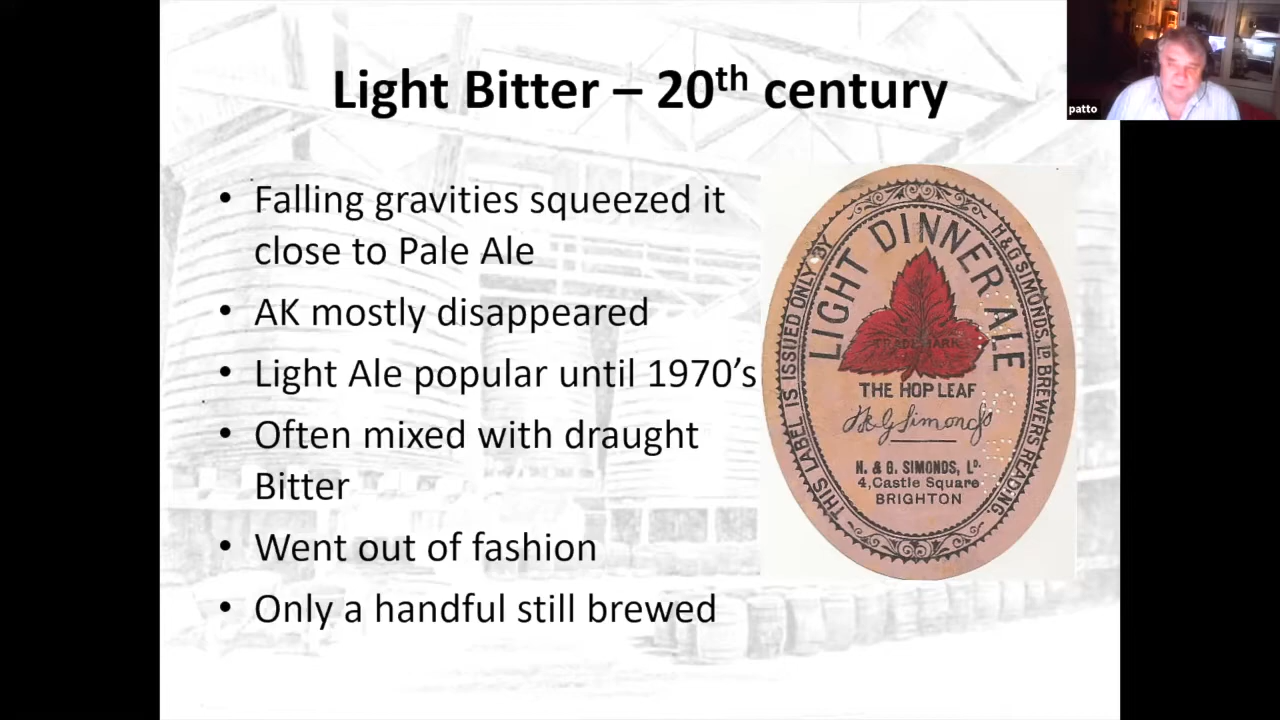 Light Bitter – 20th century
patto
• Falling gravities squeezed it
close to Pale Ale
• AK mostly disappeared
• Light Ale popular until 1970’s
• Often mixed with draught
Bitter
• Went out of fashion
• Only a handful still brewed
THIS LABEL IS ISSUED ONLY BY
H&G SIMONDS, LD. BREWERS READING.
LIGHT DINNER ALE
TRADE MARK
THE HOP LEAF
H&G Simonds
H. & G. SIMONDS, LD.
4, Castle Square
BRIGHTON